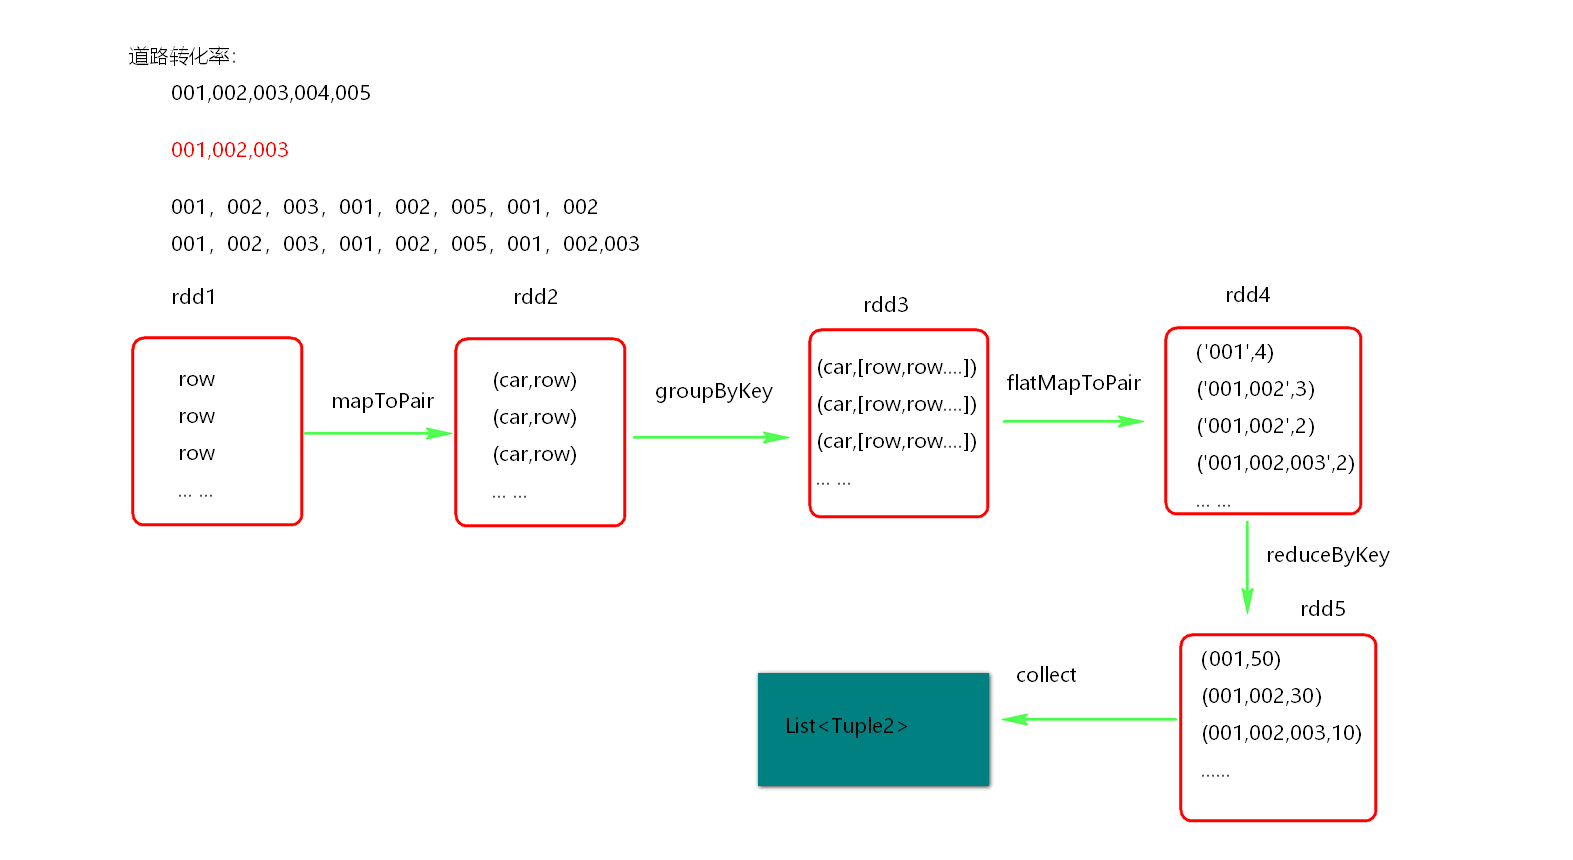 道路转化率：
001,002,003,004,005
001,002,003
001，002，003，001，002，005，001，002
001，002，003，001，002，005，001，002,003
rdd1
row
row
row
... ...
mapToPair
rdd2
(car,row)
(car,row)
(car,row)
... ...
groupByKey
rdd3
(car,[row,row....])
(car,[row,row....])
(car,[row,row....])
... ...
flatMapToPair
rdd4
('001',4)
('001,002',3)
('001,002',2)
('001,002,003',2)
... ...
reduceByKey
rdd5
(001,50)
(001,002,30)
(001,002,003,10)
......
collect
List<Tuple2>